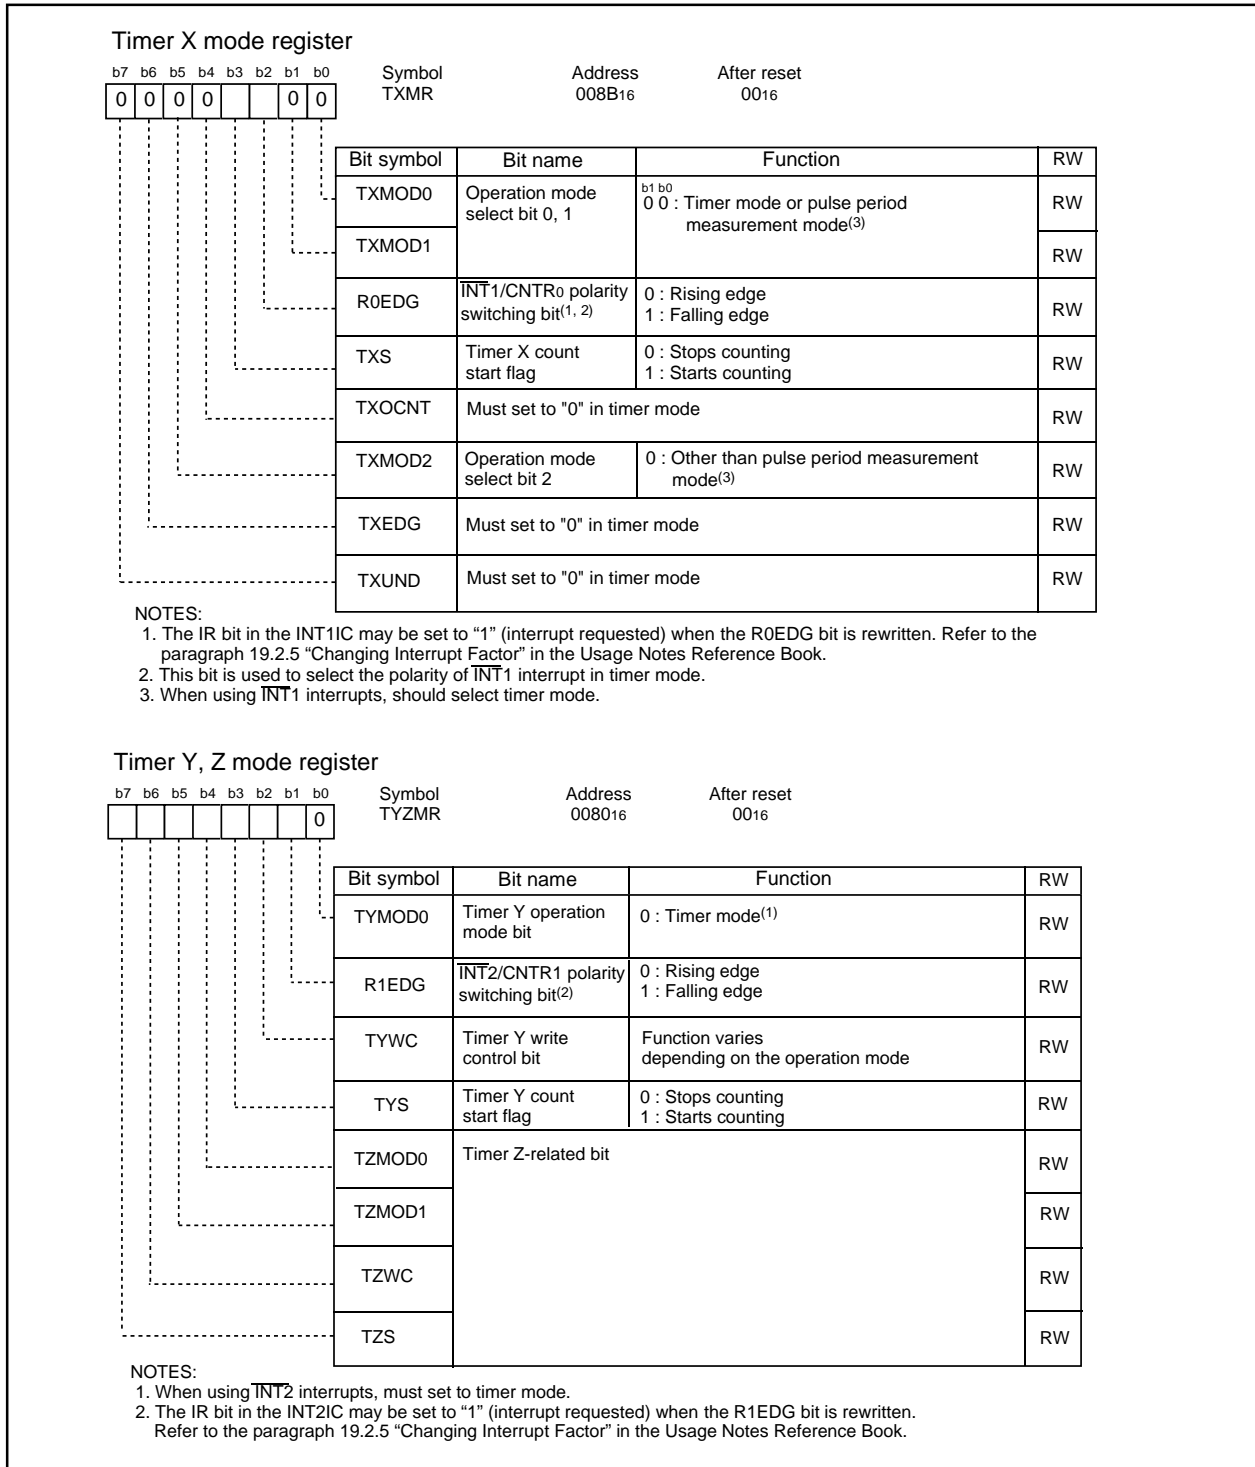 Timer X mode register
b7 b6 b5 b4 b3 b2 b1 b0 Symbol Address After reset
0 0 0 0 0 0 TXMR 008B16 0016
Bit symbol Bit name Function RW
TXMOD0 Operation mode select bit 0, 1 b1 b0
0 0 : Timer mode or pulse period measurement mode(3) RW
TXMOD1 RW
R0EDG INT1/CNTR0 polarity switching bit(1, 2) 0 : Rising edge
1 : Falling edge RW
TXS Timer X count start flag 0 : Stops counting
1 : Starts counting RW
TXOCNT Must set to "0" in timer mode RW
TXMOD2 Operation mode select bit 2 0 : Other than pulse period measurement mode(3) RW
TXEDG Must set to "0" in timer mode RW
TXUND Must set to "0" in timer mode RW
NOTES:
1. The IR bit in the INT1IC may be set to “1” (interrupt requested) when the R0EDG bit is rewritten. Refer to the
paragraph 19.2.5 “Changing Interrupt Factor” in the Usage Notes Reference Book.
2. This bit is used to select the polarity of INT1 interrupt in timer mode.
3. When using INT1 interrupts, should select timer mode.
Timer Y, Z mode register
b7 b6 b5 b4 b3 b2 b1 b0 Symbol Address After reset
0 TYZMR 008016 0016
Bit symbol Bit name Function RW
TYMOD0 Timer Y operation mode bit 0 : Timer mode(1) RW
R1EDG INT2/CNTR1 polarity switching bit(2) 0 : Rising edge
1 : Falling edge RW
TYWC Timer Y write control bit Function varies
depending on the operation mode RW
TYS Timer Y count start flag 0 : Stops counting
1 : Starts counting RW
TZMOD0 Timer Z-related bit RW
TZMOD1 RW
TZWC RW
TZS RW
NOTES:
1. When using INT2 interrupts, must set to timer mode.
2. The IR bit in the INT2IC may be set to “1” (interrupt requested) when the R1EDG bit is rewritten.
Refer to the paragraph 19.2.5 “Changing Interrupt Factor” in the Usage Notes Reference Book.